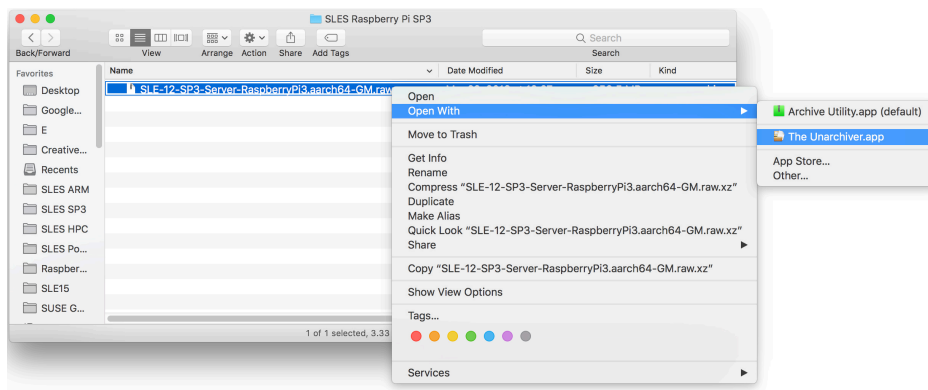 SLES Raspberry Pi SP3
Search
Back/Forward View Arrange Action Share Add Tags Search
Favorites
Desktop
Google...
E
Creative...
Recents
SLES ARM
SLES SP3
SLES HPC
SLES Po...
Raspber...
SLE15
SUSE G...
Name Date Modified Size Kind
SLE-12-SP3-Server-RaspberryPi3.aarch64-GM.raw
1 of 1 selected, 3.33
Open
Open With
Move to Trash
Get Info
Rename
Compress “SLE-12-SP3-Server-RaspberryPi3.aarch64-GM.raw.xz”
Duplicate
Make Alias
Quick Look “SLE-12-SP3-Server-RaspberryPi3.aarch64-GM.raw.xz”
Share
Copy “SLE-12-SP3-Server-RaspberryPi3.aarch64-GM.raw.xz”
Show View Options
Tags...
Services
Archive Utility.app (default)
The Unarchiver.app
App Store...
Other...